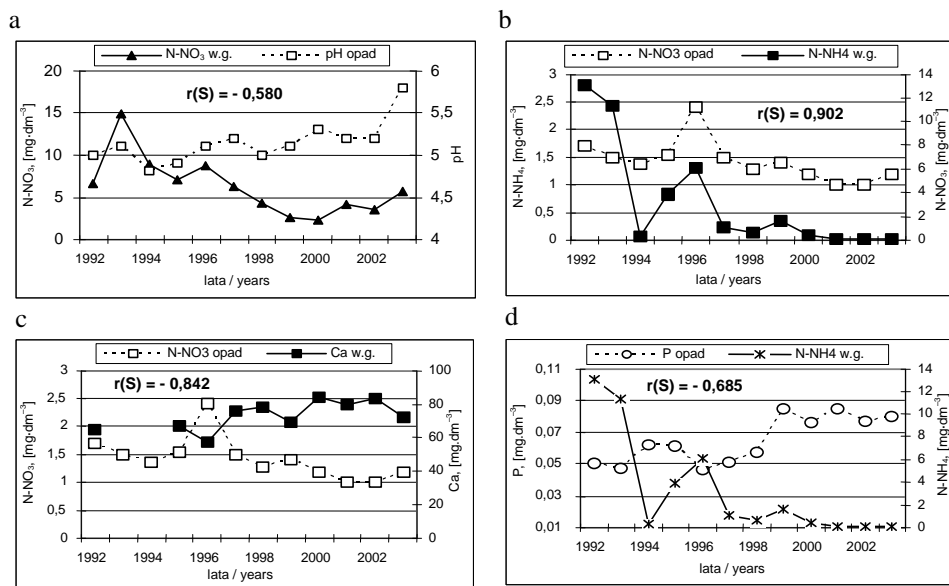 a
N-NO₃ w.g. pH opad
r(S) = - 0,580
N-NO₃, [mg·dm⁻³]
20
15
10
5
0
6
5,5
5
4,5
4
pH
1992 1994 1996 1998 2000 2002
lata / years
b
N-NO3 opad N-NH4 w.g.
r(S) = 0,902
N-NH₄, [mg·dm⁻³]
3
2,5
2
1,5
1
0,5
0
14
12
10
8
6
4
2
0
N-NO₃, [mg·dm⁻³]
1992 1994 1996 1998 2000 2002
lata / years
c
N-NO3 opad Ca w.g.
r(S) = - 0,842
N-NO₃, [mg·dm⁻³]
3
2,5
2
1,5
1
0,5
0
100
80
60
40
20
0
Ca, [mg.dm⁻³]
1992 1994 1996 1998 2000 2002
lata / years
d
P opad N-NH4 w.g.
r(S) = - 0,685
P, [mg.dm⁻³]
0,11
0,09
0,07
0,05
0,03
0,01
14
12
10
8
6
4
2
0
N-NH₄, [mg·dm⁻³]
1992 1994 1996 1998 2000 2002
lata / years